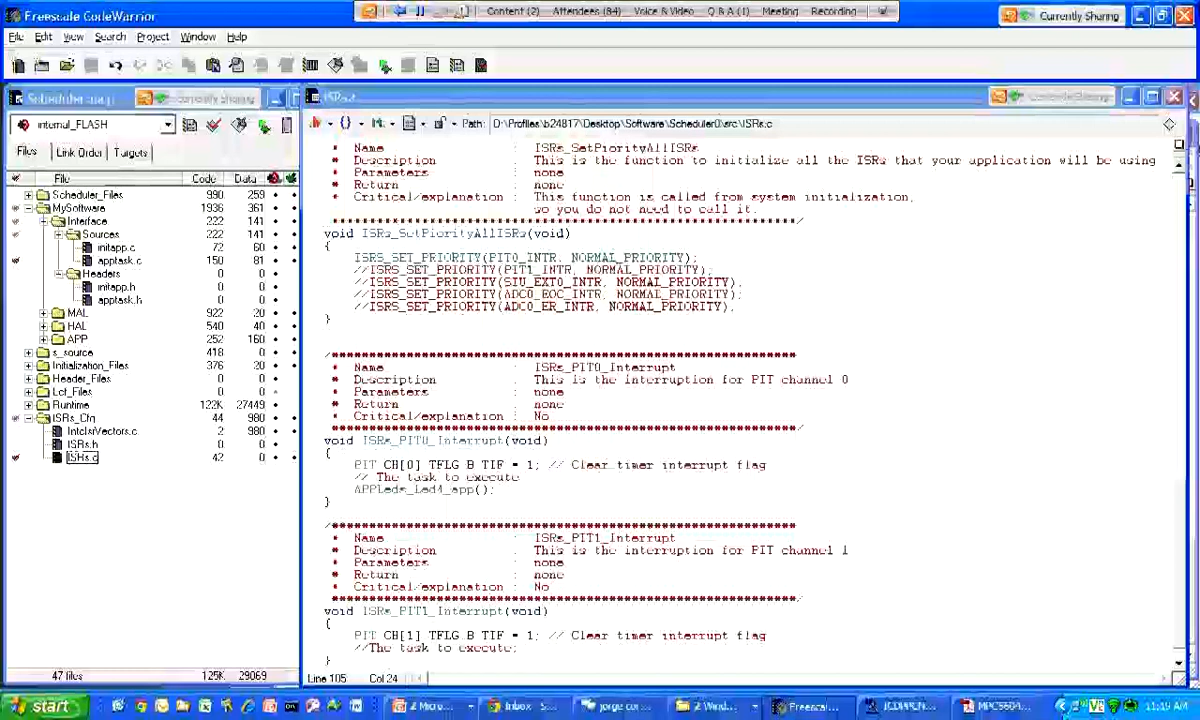 Freescale CodeWarrior
Content (2) Attendees (84) Voice & Video Q & A (1) Meeting Recording
Currently Sharing
File Edit View Search Project Window Help
ISRs.c
internal_FLASH
Path: D:\Profiles\b24817\Desktop\Software\Scheduler0\src\ISRs.c
Files Link Order Targets
File Code Data
Scheduler_Files 990 259
MySoftware 1936 361
Interface 222 141
Sources 222 141
initapp.c 72 60
apptask.c 150 81
Headers 0 0
initapp.h 0 0
apptask.h 0 0
MAL 922 20
HAL 540 40
APP 252 160
s_source 418 0
Initialization_Files 376 20
Header_Files 0 0
Lcf_Files 0 0
Runtime 122K 27449
ISRs_Cfg 44 980
IntcIsrVectors.c 2 980
ISRs.h 0 0
ISRs.c 42 0
47 files 125K 29069
* Name : ISRs_SetPiorityAllISRs
* Description : This is the function to initialize all the ISRs that your application will be using
* Parameters : none
* Return : none
* Critical/explanation : This function is called from system initialization,
so you do not need to call it.
void ISRs_SetPiorityAllISRs(void)
{
ISRS_SET_PRIORITY(PIT0_INTR, NORMAL_PRIORITY);
//ISRS_SET_PRIORITY(PIT1_INTR, NORMAL_PRIORITY);
//ISRS_SET_PRIORITY(SIU_EXT0_INTR, NORMAL_PRIORITY);
//ISRS_SET_PRIORITY(ADC0_EOC_INTR, NORMAL_PRIORITY);
//ISRS_SET_PRIORITY(ADC0_ER_INTR, NORMAL_PRIORITY);
}
* Name : ISRs_PIT0_Interrupt
* Description : This is the interruption for PIT channel 0
* Parameters : none
* Return : none
* Critical/explanation : No
void ISRs_PIT0_Interrupt(void)
{
PIT.CH[0].TFLG.B.TIF = 1; // Clear timer interrupt flag
// The task to execute
APPLeds_Led4_app();
}
* Name : ISRs_PIT1_Interrupt
* Description : This is the interruption for PIT channel 1
* Parameters : none
* Return : none
* Critical/explanation : No
void ISRs_PIT1_Interrupt(void)
{
PIT.CH[1].TFLG.B.TIF = 1; // Clear timer interrupt flag
//The task to execute;
}
Line 105 Col 24
start 2 Micro... Inbox - S... jorge cor... 2 Wind... Freescal... MPC5604... 11:19 AM